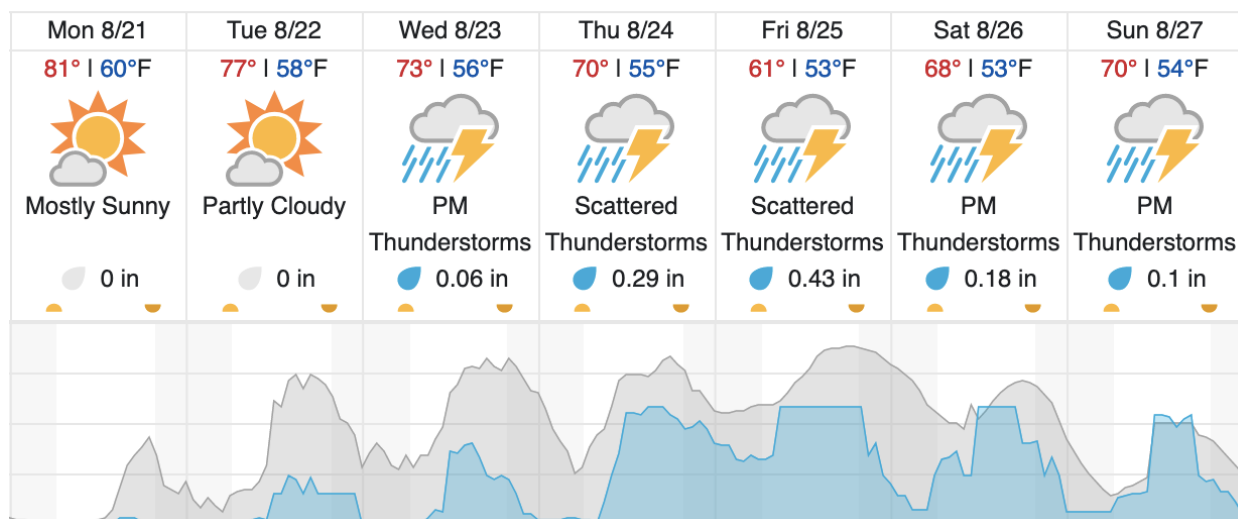 Mon 8/21
81° | 60°F
Mostly Sunny
0 in
Tue 8/22
77° | 58°F
Partly Cloudy
0 in
Wed 8/23
73° | 56°F
PM
Thunderstorms
0.06 in
Thu 8/24
70° | 55°F
Scattered
Thunderstorms
0.29 in
Fri 8/25
61° | 53°F
Scattered
Thunderstorms
0.43 in
Sat 8/26
68° | 53°F
PM
Thunderstorms
0.18 in
Sun 8/27
70° | 54°F
PM
Thunderstorms
0.1 in